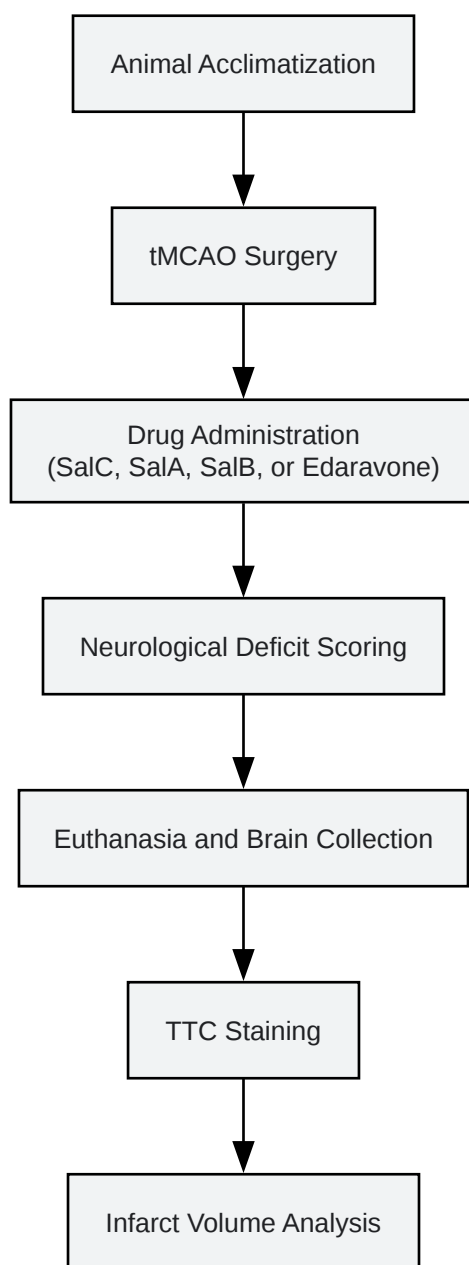 Animal Acclimatization
tMCAO Surgery
Drug Administration
(SalC, SalA, SalB, or Edaravone)
Neurological Deficit Scoring
Euthanasia and Brain Collection
TTC Staining
Infarct Volume Analysis